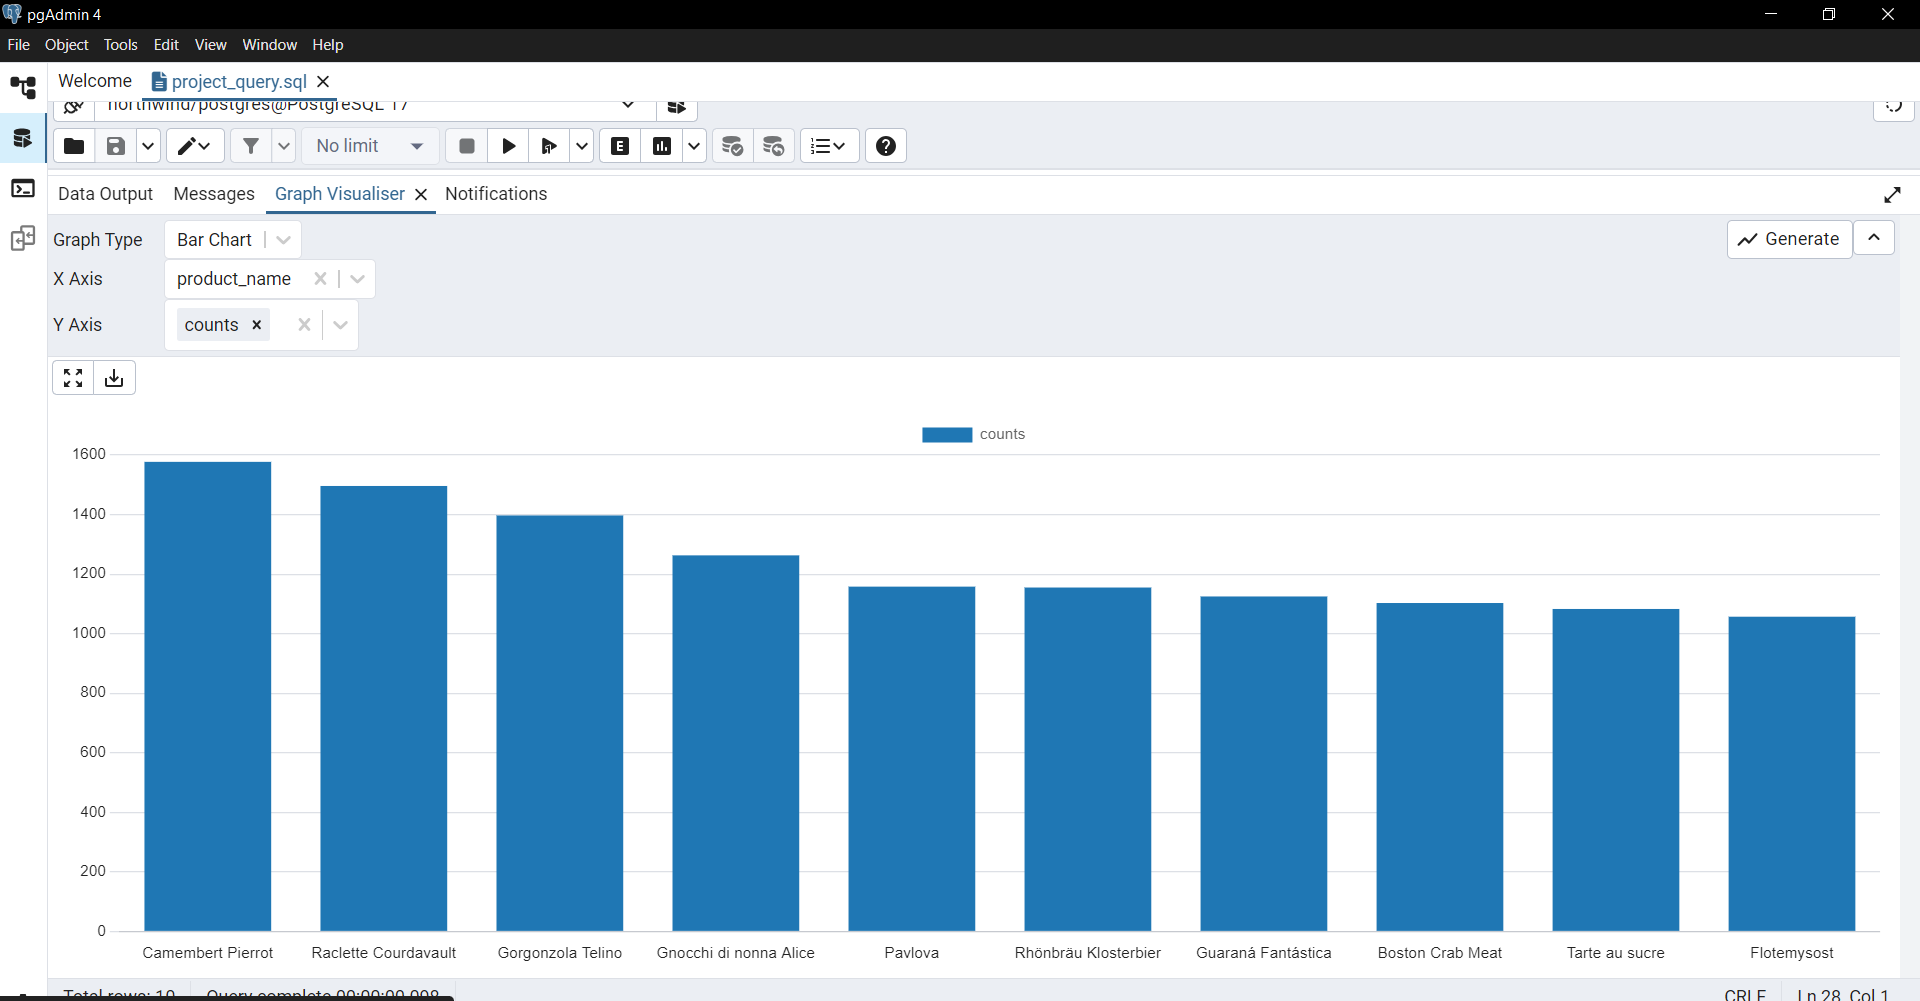 pgAdmin 4
File Object Tools Edit View Window Help
Welcome project_query.sql
northwind/postgres@PostgreSQL 17
No limit
E
Data Output Messages Graph Visualiser Notifications
Graph Type Bar Chart Generate
X Axis product_name
Y Axis counts
counts
1600
1400
1200
1000
800
600
400
200
0
Camembert Pierrot Raclette Courdavault Gorgonzola Telino Gnocchi di nonna Alice Pavlova Rhönbräu Klosterbier Guaraná Fantástica Boston Crab Meat Tarte au sucre Flotemysost
Total rows: 10 Query complete 00:00:00.098 CRLF Ln 28, Col 1